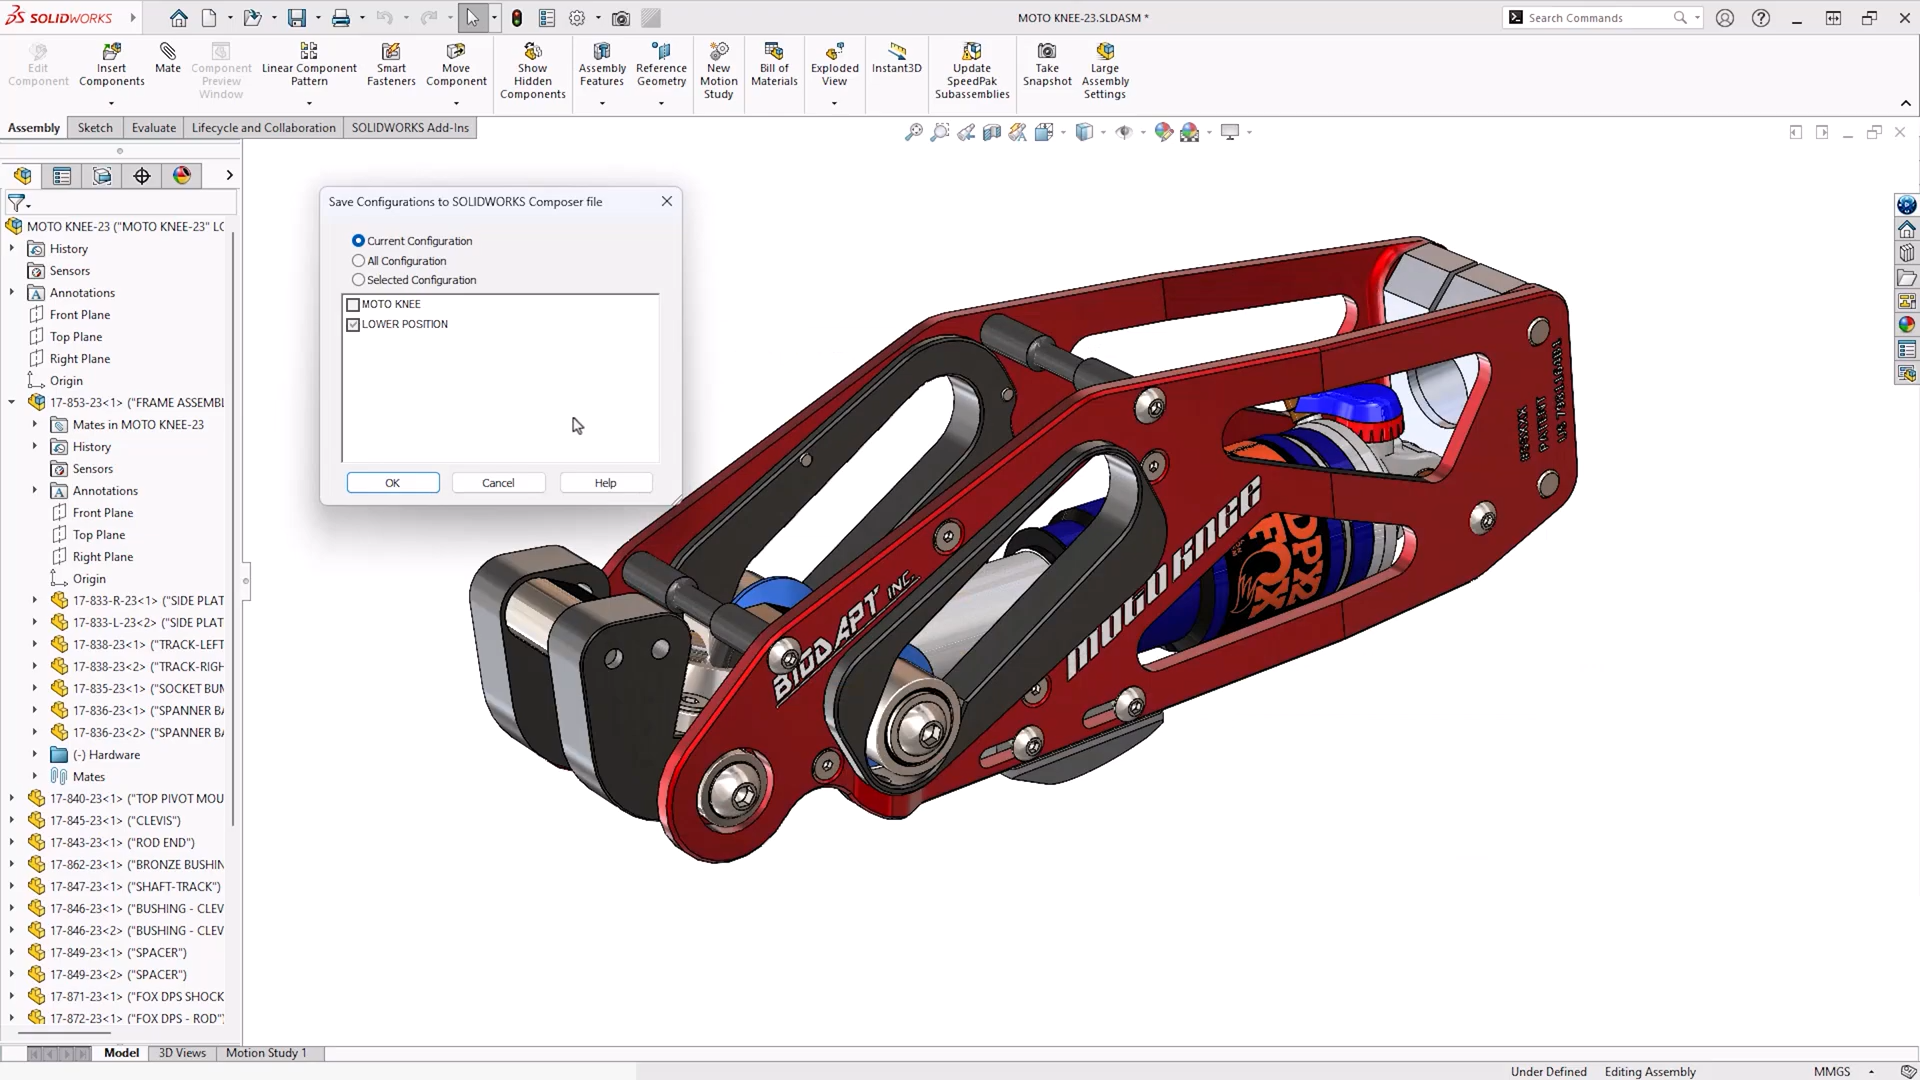 SOLIDWORKS
MOTO KNEE-23.SLDASM *
Search Commands
Edit Component
Insert Components
Mate
Component Preview Window
Linear Component Pattern
Smart Fasteners
Move Component
Show Hidden Components
Assembly Features
Reference Geometry
New Motion Study
Bill of Materials
Exploded View
Instant3D
Update SpeedPak Subassemblies
Take Snapshot
Large Assembly Settings
Assembly
Sketch
Evaluate
Lifecycle and Collaboration
SOLIDWORKS Add-Ins
MOTO KNEE-23 ("MOTO KNEE-23" LC
History
Sensors
Annotations
Front Plane
Top Plane
Right Plane
Origin
17-853-23<1> ("FRAME ASSEMBL
Mates in MOTO KNEE-23
History
Sensors
Annotations
Front Plane
Top Plane
Right Plane
Origin
17-833-R-23<1> ("SIDE PLAT
17-833-L-23<2> ("SIDE PLAT
17-838-23<1> ("TRACK-LEFT
17-838-23<2> ("TRACK-RIGH
17-835-23<1> ("SOCKET BUM
17-836-23<1> ("SPANNER BA
17-836-23<2> ("SPANNER BA
(-) Hardware
Mates
17-840-23<1> ("TOP PIVOT MOU
17-845-23<1> ("CLEVIS")
17-843-23<1> ("ROD END")
17-862-23<1> ("BRONZE BUSHIN
17-847-23<1> ("SHAFT-TRACK")
17-846-23<1> ("BUSHING - CLEV
17-846-23<2> ("BUSHING - CLEV
17-849-23<1> ("SPACER")
17-849-23<2> ("SPACER")
17-871-23<1> ("FOX DPS SHOCK
17-872-23<1> ("FOX DPS - ROD")
Save Configurations to SOLIDWORKS Composer file
Current Configuration
All Configuration
Selected Configuration
MOTO KNEE
LOWER POSITION
OK
Cancel
Help
BIODAPT INC.
MOTO KNEE
FOX
DPX2
PATENT
Model
3D Views
Motion Study 1
Under Defined
Editing Assembly
MMGS